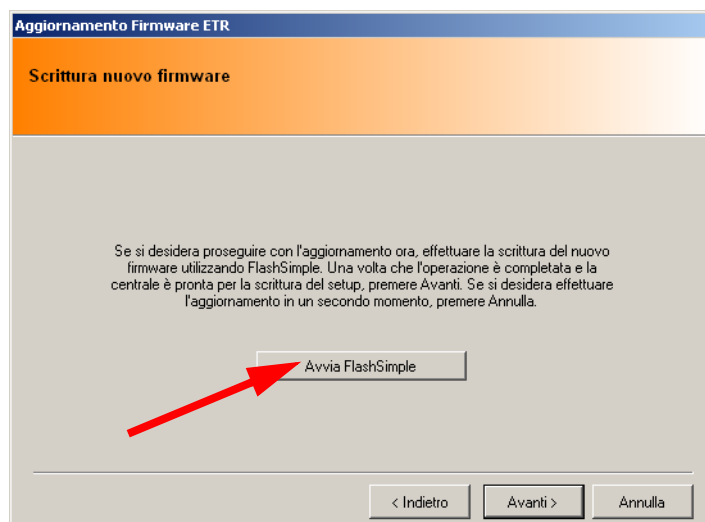 Aggiornamento Firmware ETR
Scrittura nuovo firmware
Se si desidera proseguire con l'aggiornamento ora, effettuare la scrittura del nuovo
firmware utilizzando FlashSimple. Una volta che l'operazione è completata e la
centrale è pronta per la scrittura del setup, premere Avanti. Se si desidera effettuare
l'aggiornamento in un secondo momento, premere Annulla.
Avvia FlashSimple
< Indietro
Avanti >
Annulla